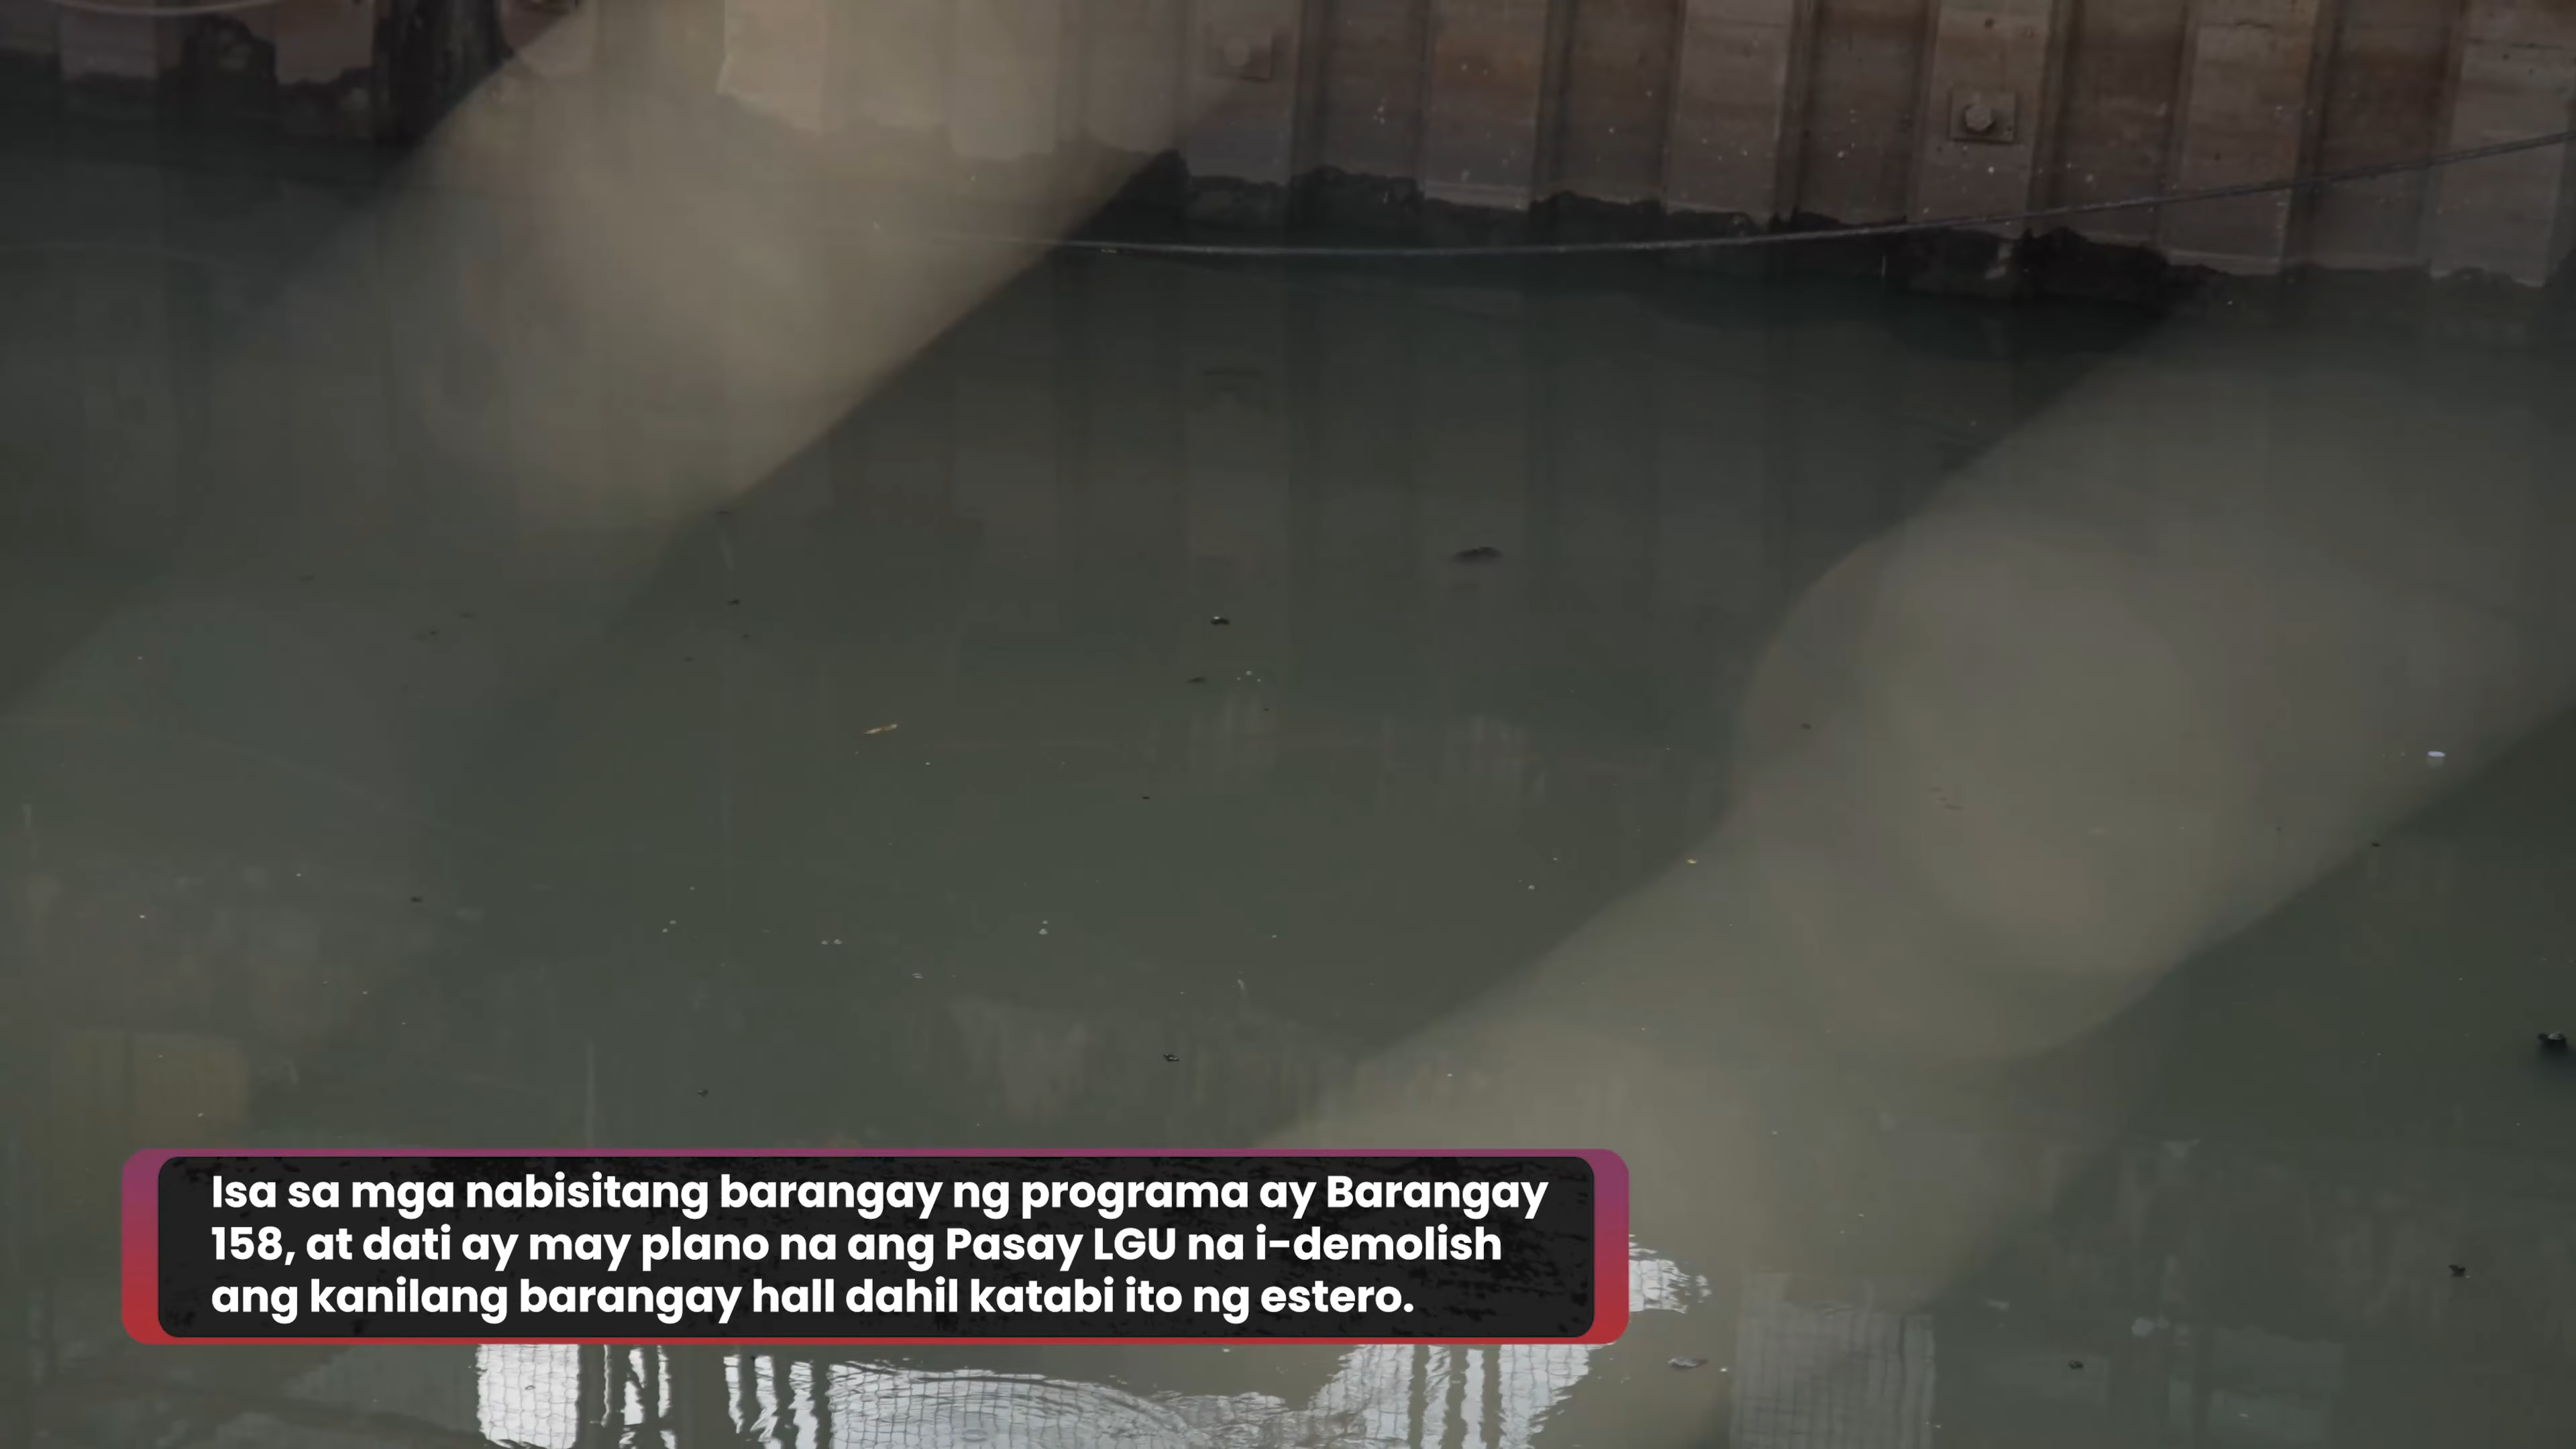 Isa sa mga nabisitang barangay ng programa ay Barangay
158, at dati ay may plano na ang Pasay LGU na i-demolish
ang kanilang barangay hall dahil katabi ito ng estero.